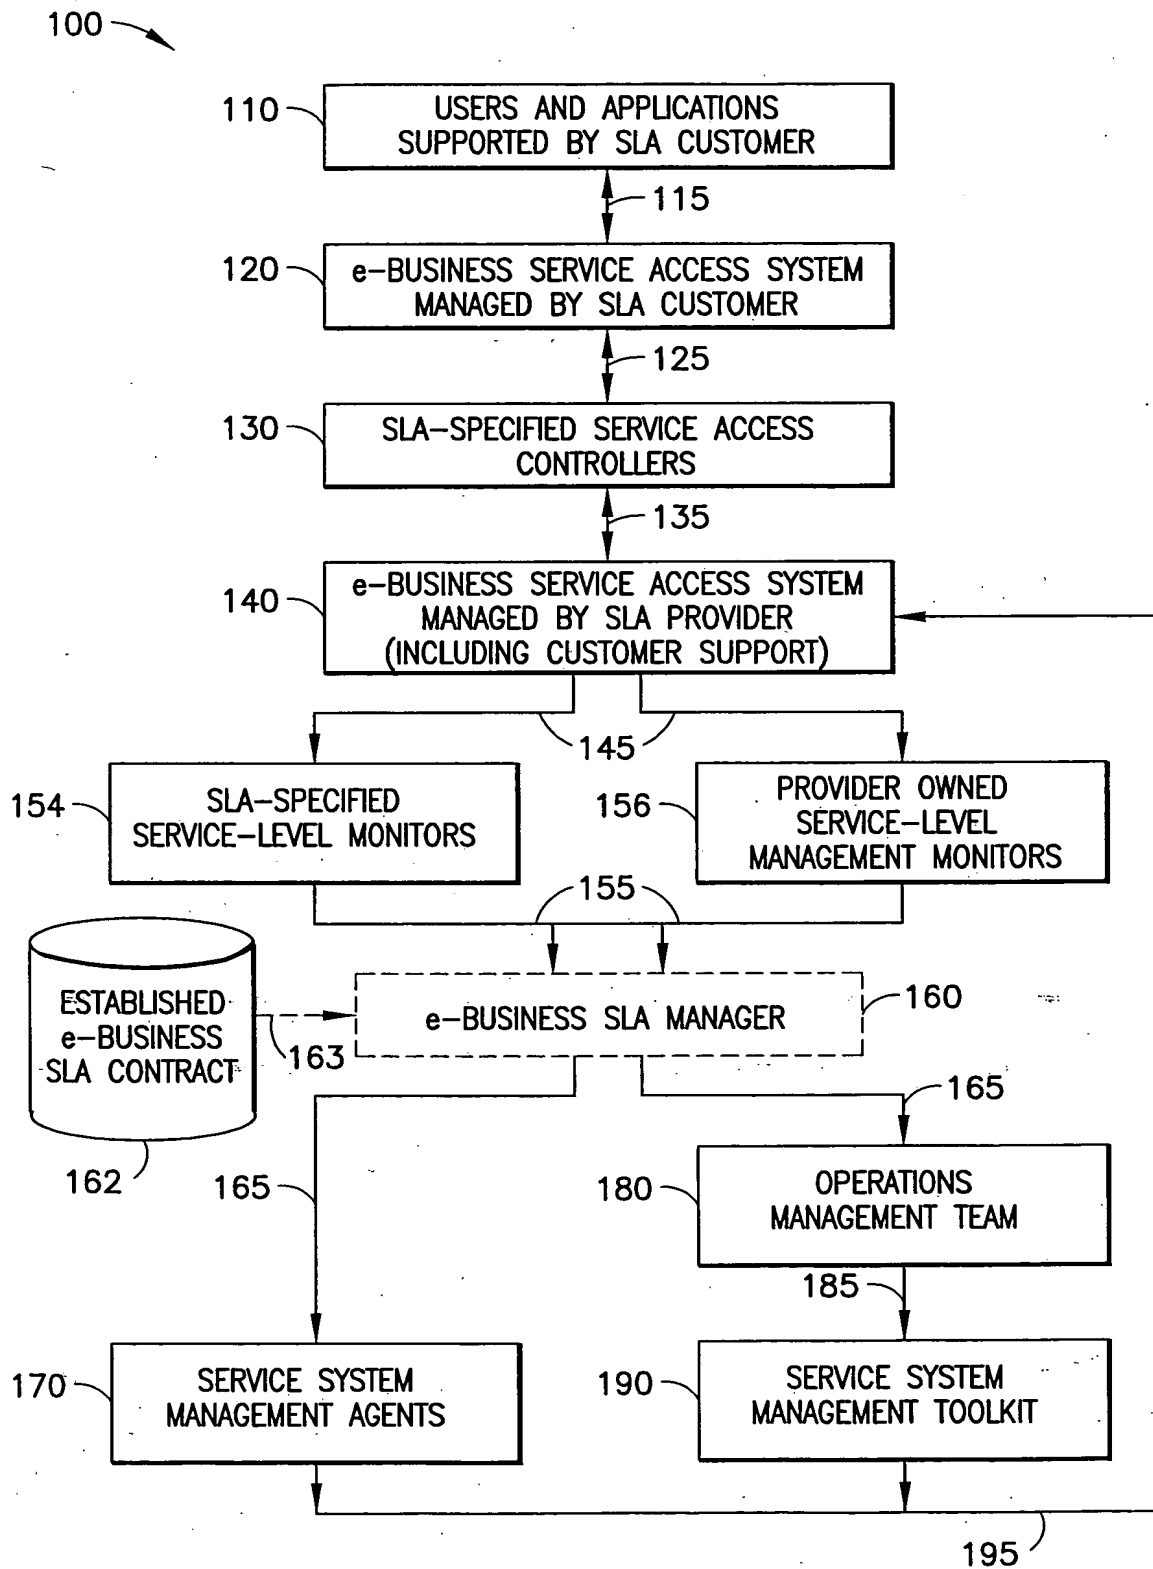 100
110
USERS AND APPLICATIONS
SUPPORTED BY SLA CUSTOMER
115
120
e-BUSINESS SERVICE ACCESS SYSTEM
MANAGED BY SLA CUSTOMER
125
130
SLA-SPECIFIED SERVICE ACCESS
CONTROLLERS
135
140
e-BUSINESS SERVICE ACCESS SYSTEM
MANAGED BY SLA PROVIDER
(INCLUDING CUSTOMER SUPPORT)
145
154
SLA-SPECIFIED
SERVICE-LEVEL MONITORS
156
PROVIDER OWNED
SERVICE-LEVEL
MANAGEMENT MONITORS
155
ESTABLISHED
e-BUSINESS
SLA CONTRACT
162
163
e-BUSINESS SLA MANAGER
160
165
165
180
OPERATIONS
MANAGEMENT TEAM
185
170
SERVICE SYSTEM
MANAGEMENT AGENTS
190
SERVICE SYSTEM
MANAGEMENT TOOLKIT
195